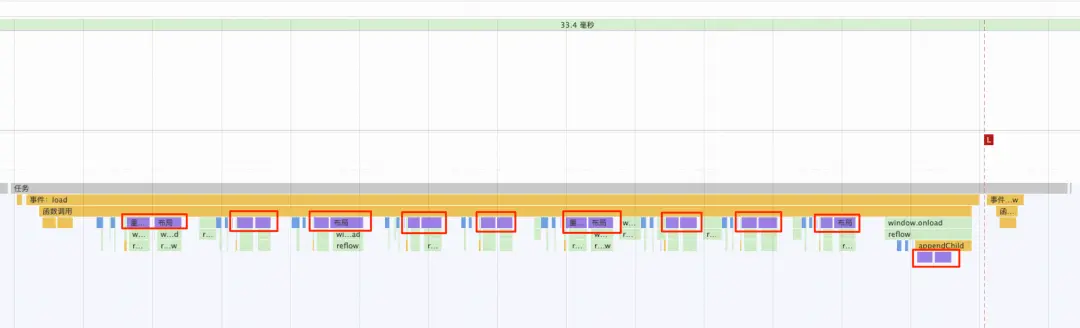 33.4 毫秒
L
任务
事件：load 事件…w
函数调用 函…
重… 布局 布局 重… 布局 布局 window.onload
w… w…d r… wi…ad w… w… reflow
r… r…w reflow r… r… r…w r… r… appendChild